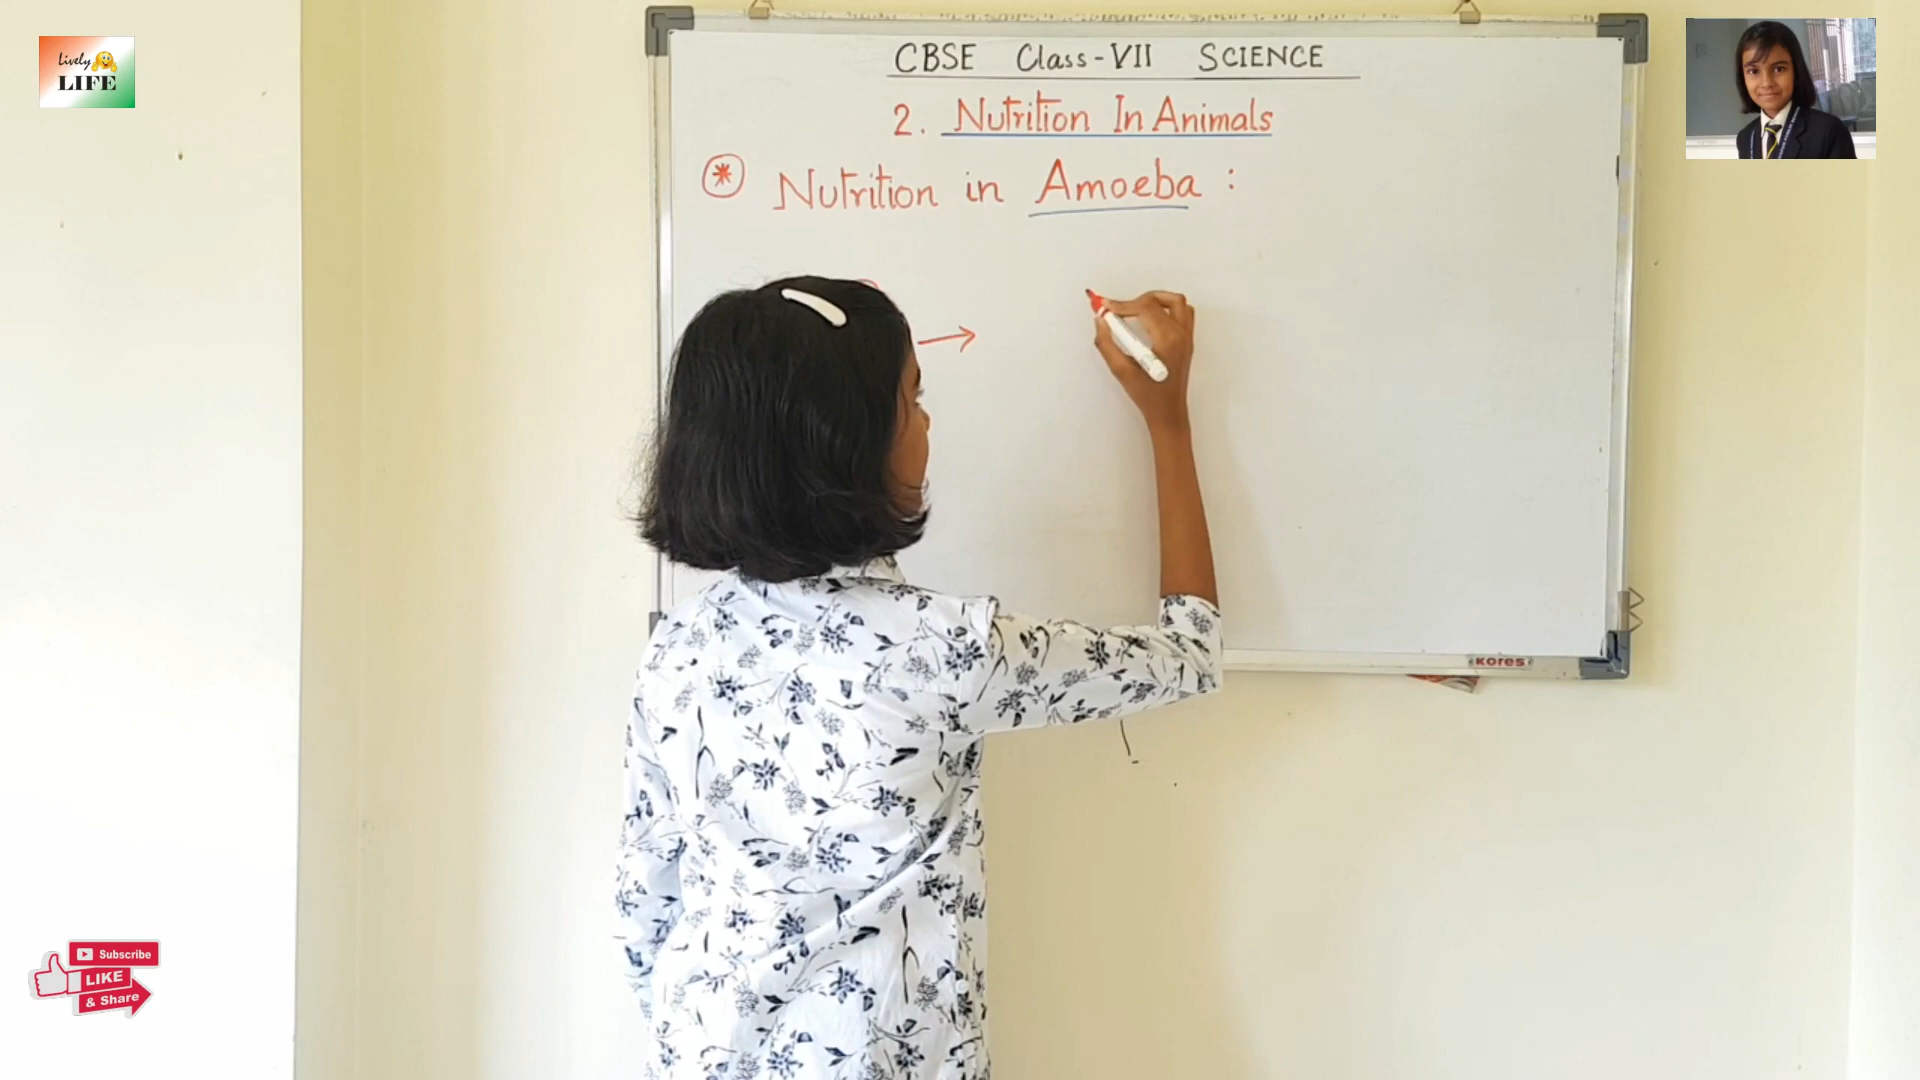 Lively
LIFE
CBSE Class-VII SCIENCE
2. Nutrition In Animals
* Nutrition in Amoeba :
KORES
Subscribe
LIKE
& Share